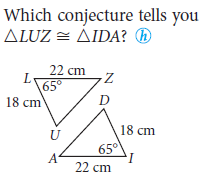 Which conjecture tells you
△LUZ ≅ △IDA? ⓗ
22 cm
L
Z
65°
18 cm
D
U
18 cm
65°
A
I
22 cm